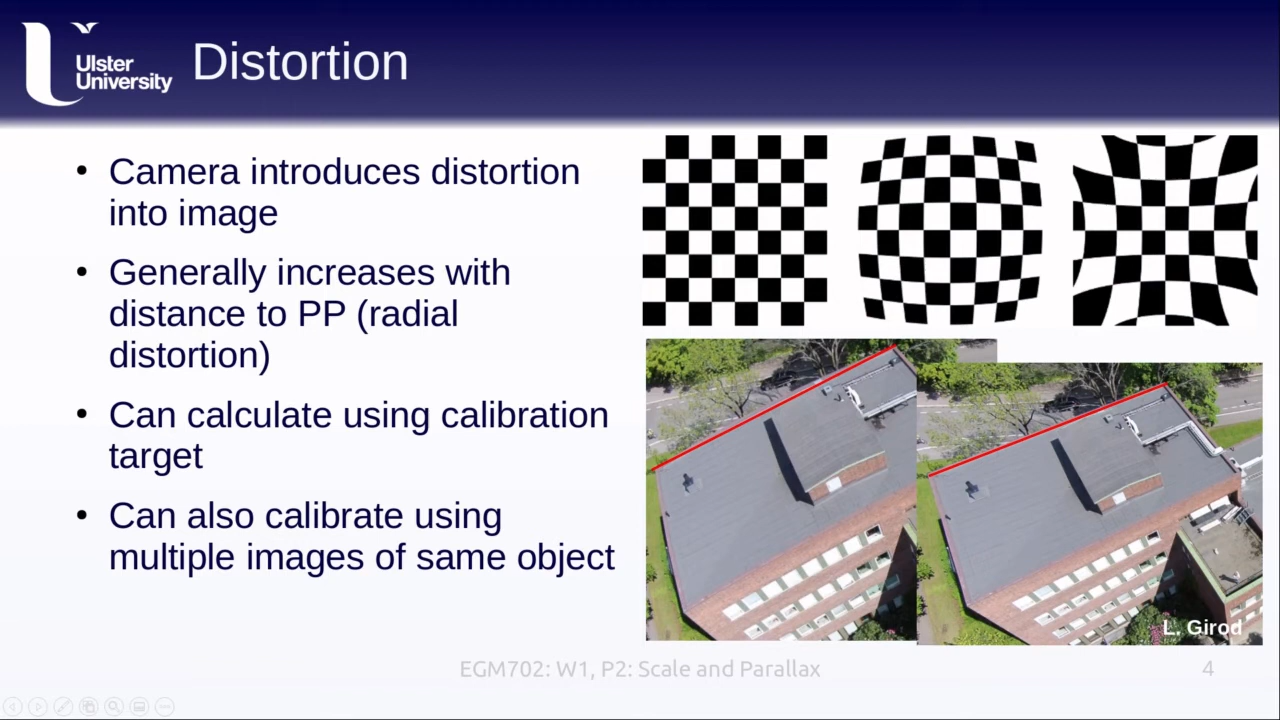 Ulster
University
Distortion
• Camera introduces distortion
into image
• Generally increases with
distance to PP (radial
distortion)
• Can calculate using calibration
target
• Can also calibrate using
multiple images of same object
L. Girod
EGM702: W1, P2: Scale and Parallax
4